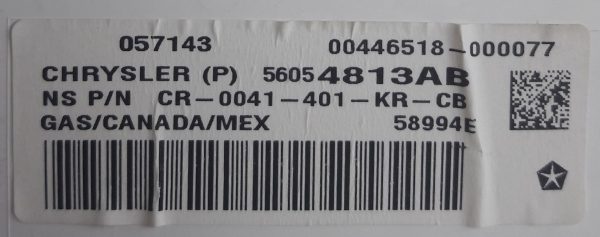 057143 00446518-000077
CHRYSLER (P) 56054813AB
NS P/N CR-0041-401-KR-CB
GAS/CANADA/MEX 58994E